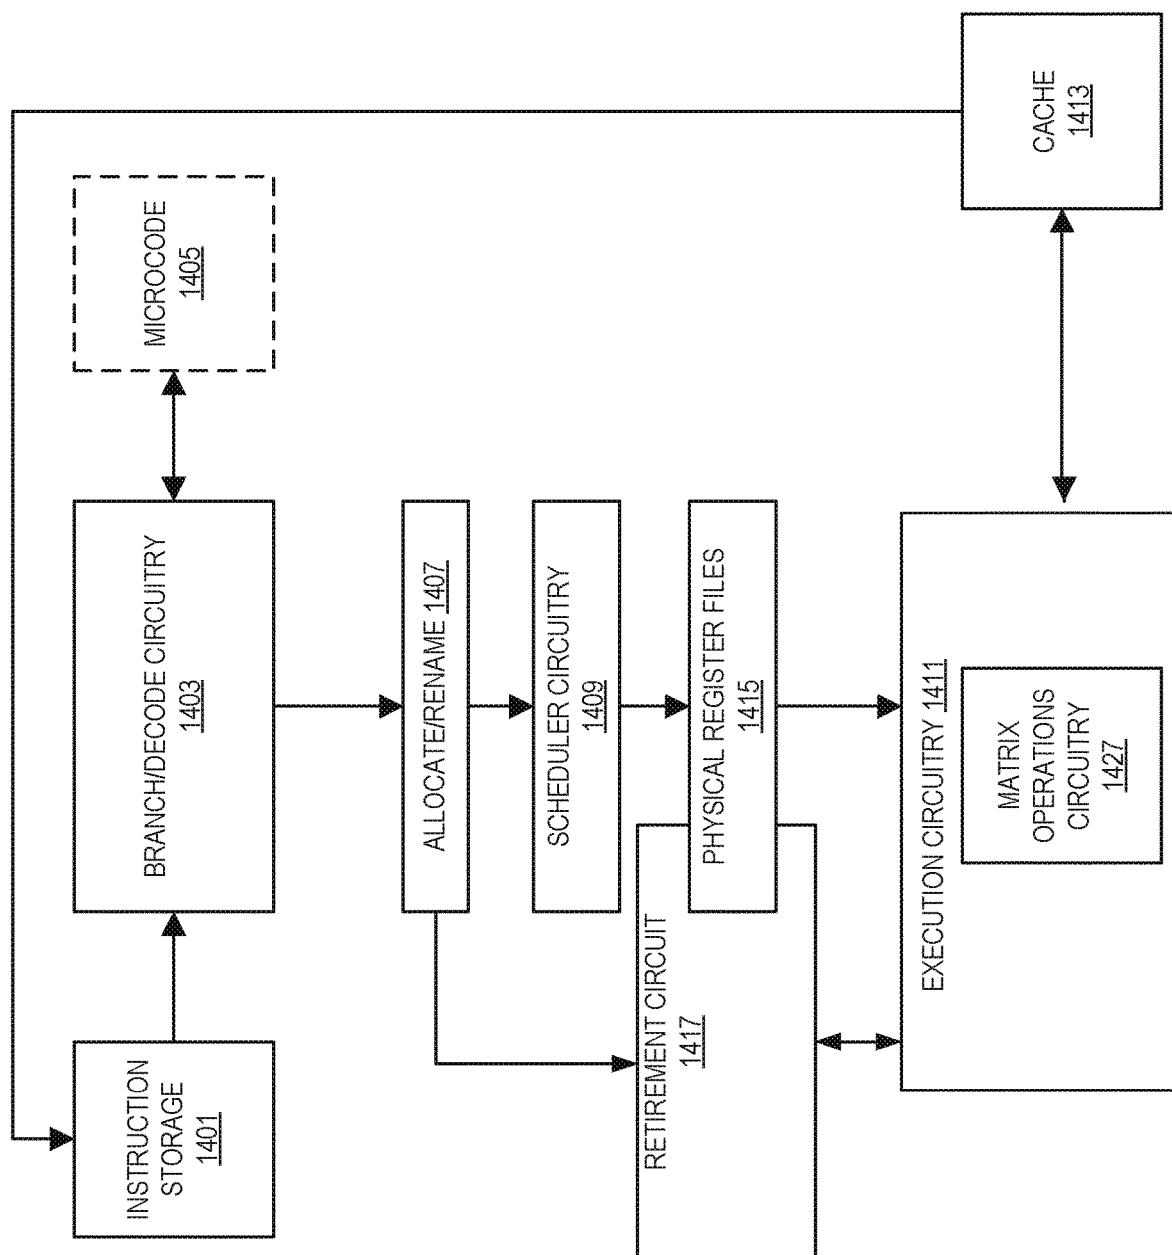 INSTRUCTION
STORAGE
1401
BRANCH/DECODE CIRCUITRY
1403
MICROCODE
1405
ALLOCATE/RENAME 1407
SCHEDULER CIRCUITRY
1409
RETIREMENT CIRCUIT
1417
PHYSICAL REGISTER FILES
1415
EXECUTION CIRCUITRY 1411
MATRIX
OPERATIONS
CIRCUITRY
1427
CACHE
1413